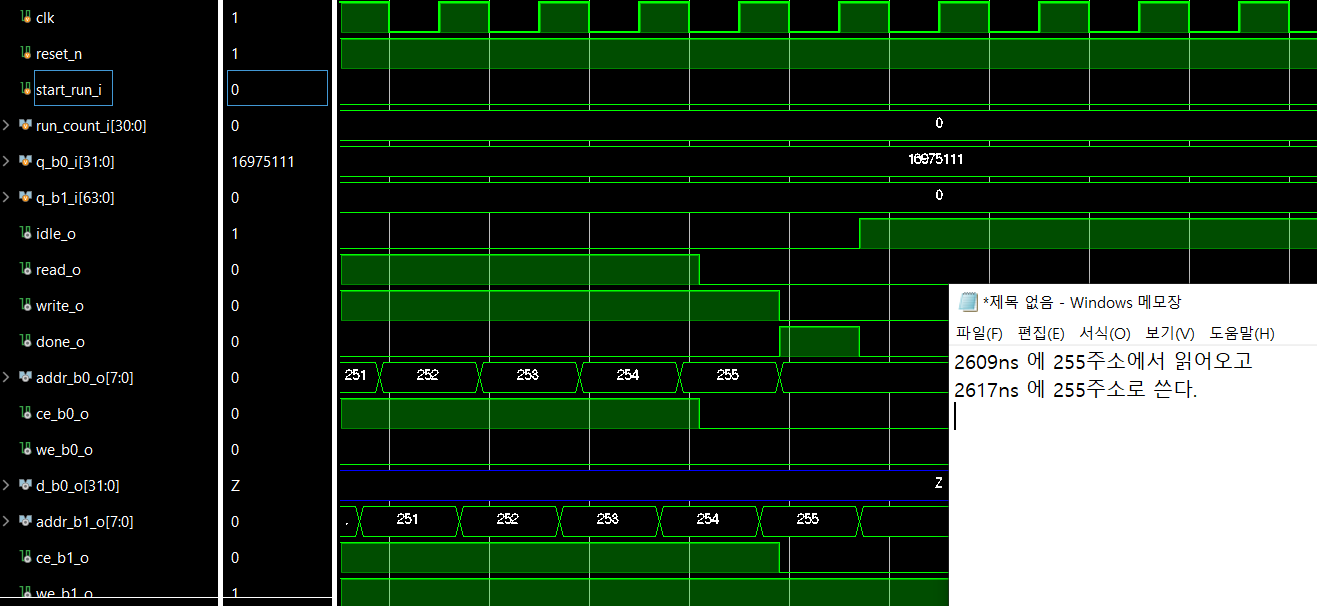 clk 1
reset_n 1
start_run_i 0
run_count_i[30:0] 0 0
q_b0_i[31:0] 16975111 16975111
q_b1_i[63:0] 0 0
idle_o 1
read_o 0
write_o 0
*제목 없음 - Windows 메모장
파일(F) 편집(E) 서식(O) 보기(V) 도움말(H)
done_o 0
2609ns 에 255주소에서 읽어오고
2617ns 에 255주소로 쓴다.
addr_b0_o[7:0] 0 251 252 253 254 255
ce_b0_o 0
we_b0_o 0
d_b0_o[31:0] Z Z
addr_b1_o[7:0] 0 . 251 252 253 254 255
ce_b1_o 0
we_b1_o 1